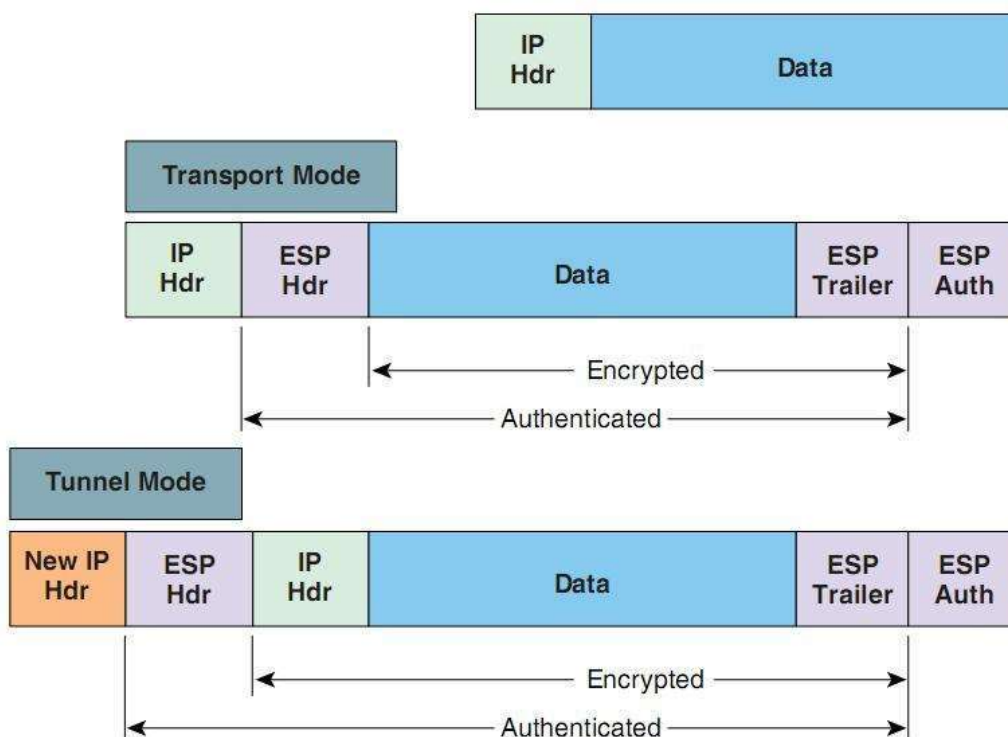 IP
Hdr
Data
Transport Mode
IP
Hdr
ESP
Hdr
Data
ESP
Trailer
ESP
Auth
Encrypted
Authenticated
Tunnel Mode
New IP
Hdr
ESP
Hdr
IP
Hdr
Data
ESP
Trailer
ESP
Auth
Encrypted
Authenticated